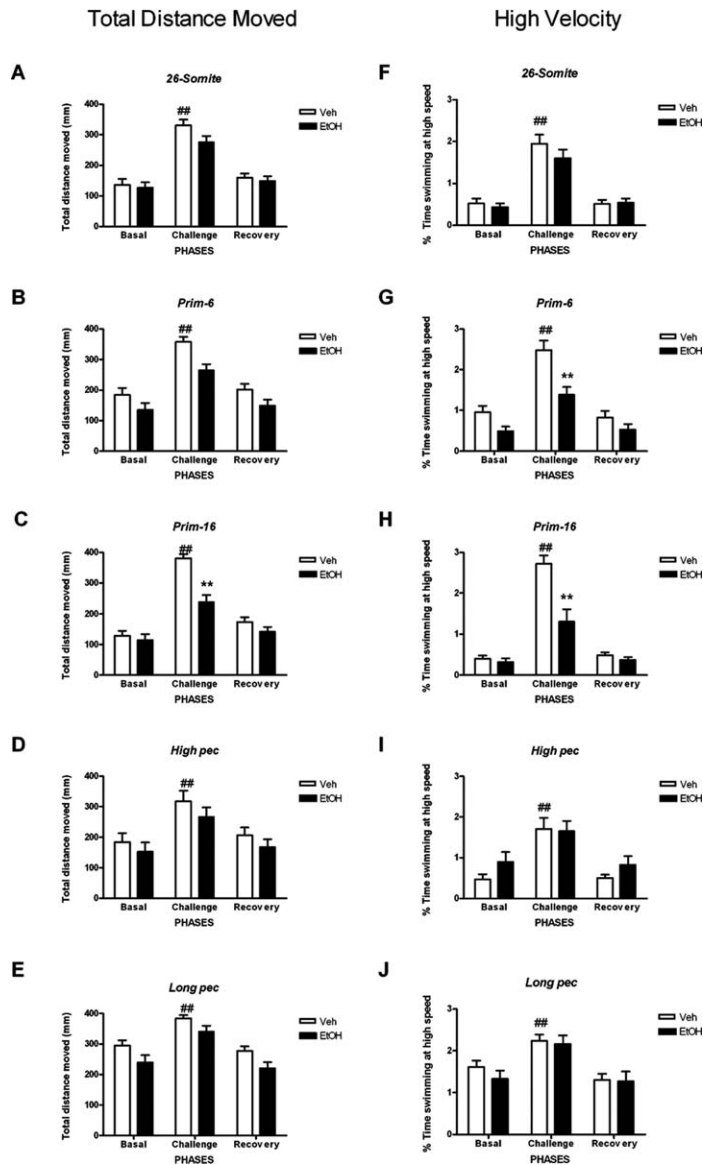 Total Distance Moved
High Velocity
A
26-Somite
Total distance moved (mm)
400
300
200
100
0
##
Basal
Challenge
Recovery
PHASES
Veh
EtOH
F
26-Somite
% Time swimming at high speed
3
2
1
0
##
Basal
Challenge
Recovery
PHASES
Veh
EtOH
B
Prim-6
Total distance moved (mm)
400
300
200
100
0
##
Basal
Challenge
Recovery
PHASES
Veh
EtOH
G
Prim-6
% Time swimming at high speed
3
2
1
0
##
**
Basal
Challenge
Recovery
PHASES
Veh
EtOH
C
Prim-16
Total distance moved (mm)
400
300
200
100
0
##
**
Basal
Challenge
Recovery
PHASES
Veh
EtOH
H
Prim-16
% Time swimming at high speed
3
2
1
0
##
**
Basal
Challenge
Recovery
PHASES
Veh
EtOH
D
High pec
Total distance moved (mm)
400
300
200
100
0
##
Basal
Challenge
Recovery
PHASES
Veh
EtOH
I
High pec
% Time swimming at high speed
3
2
1
0
##
Basal
Challenge
Recovery
PHASES
Veh
EtOH
E
Long pec
Total distance moved (mm)
400
300
200
100
0
##
Basal
Challenge
Recovery
PHASES
Veh
EtOH
J
Long pec
% Time swimming at high speed
3
2
1
0
##
Basal
Challenge
Recovery
PHASES
Veh
EtOH